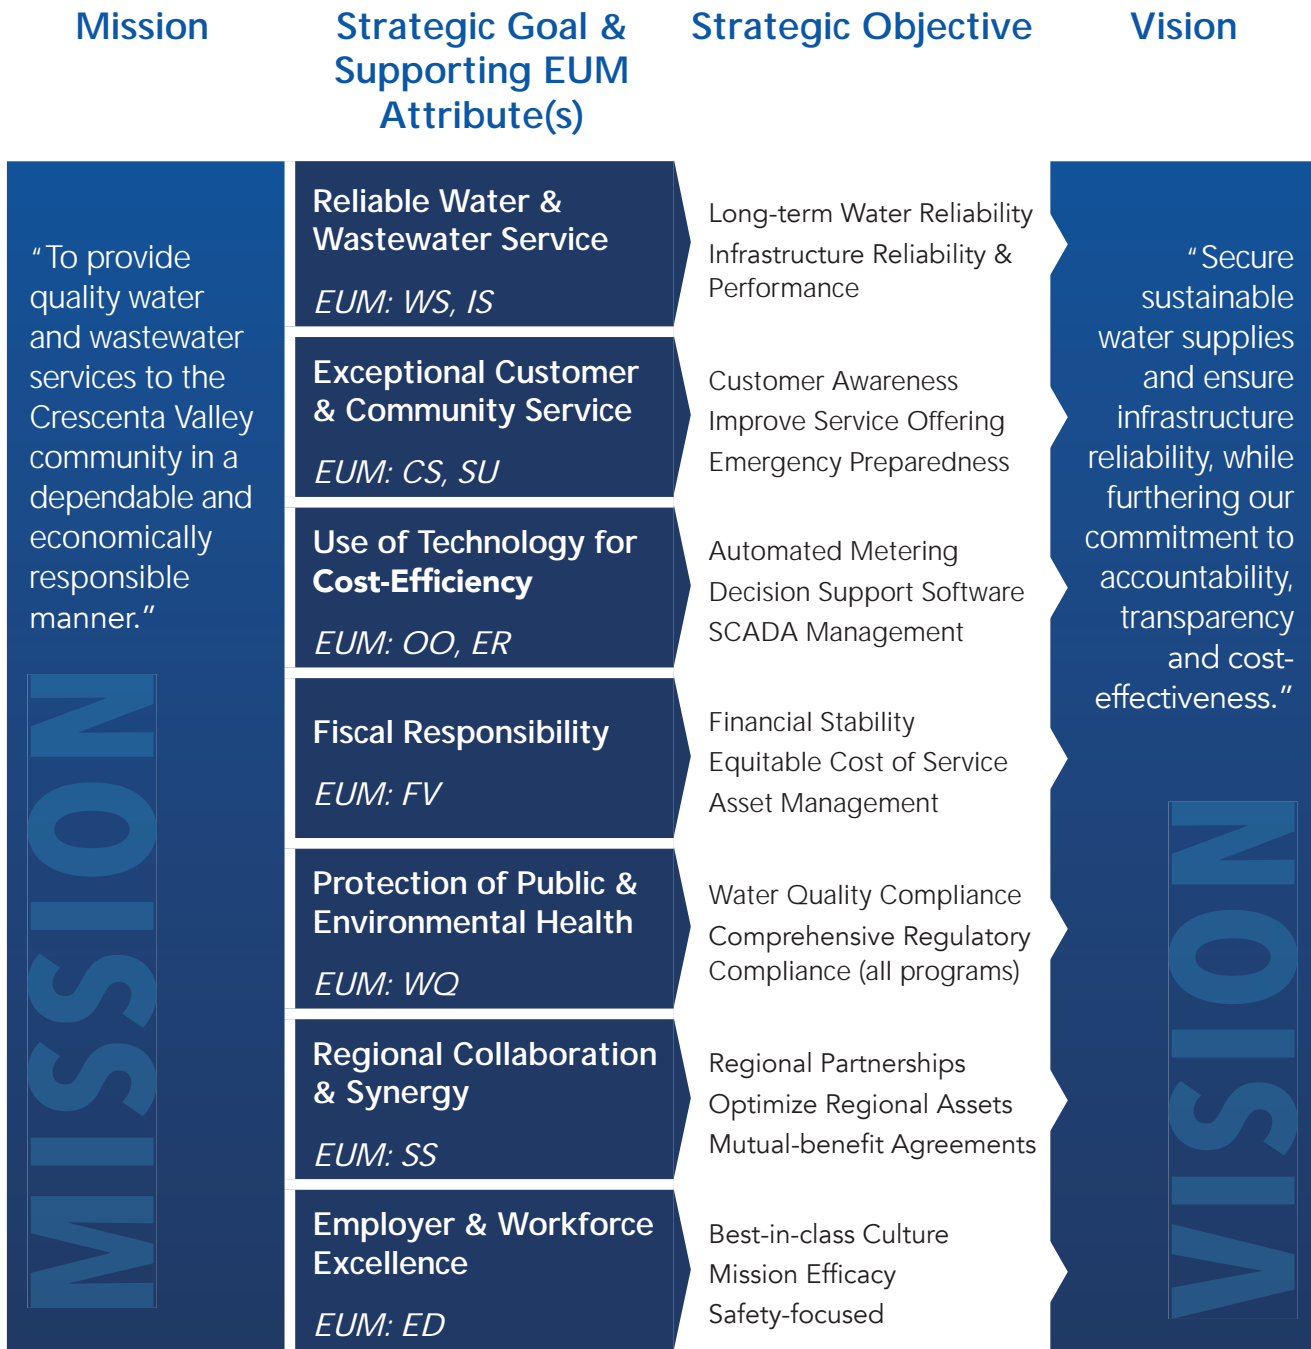 Mission
Strategic Goal &
Supporting EUM
Attribute(s)
Strategic Objective
Vision
"To provide
quality water
and wastewater
services to the
Crescenta Valley
community in a
dependable and
economically
responsible
manner."
MISSION
Reliable Water &
Wastewater Service
EUM: WS, IS
Long-term Water Reliability
Infrastructure Reliability &
Performance
Exceptional Customer
& Community Service
EUM: CS, SU
Customer Awareness
Improve Service Offering
Emergency Preparedness
Use of Technology for
Cost-Efficiency
EUM: OO, ER
Automated Metering
Decision Support Software
SCADA Management
Fiscal Responsibility
EUM: FV
Financial Stability
Equitable Cost of Service
Asset Management
Protection of Public &
Environmental Health
EUM: WQ
Water Quality Compliance
Comprehensive Regulatory
Compliance (all programs)
Regional Collaboration
& Synergy
EUM: SS
Regional Partnerships
Optimize Regional Assets
Mutual-benefit Agreements
Employer & Workforce
Excellence
EUM: ED
Best-in-class Culture
Mission Efficacy
Safety-focused
"Secure
sustainable
water supplies
and ensure
infrastructure
reliability, while
furthering our
commitment to
accountability,
transparency
and cost-
effectiveness."
VISION